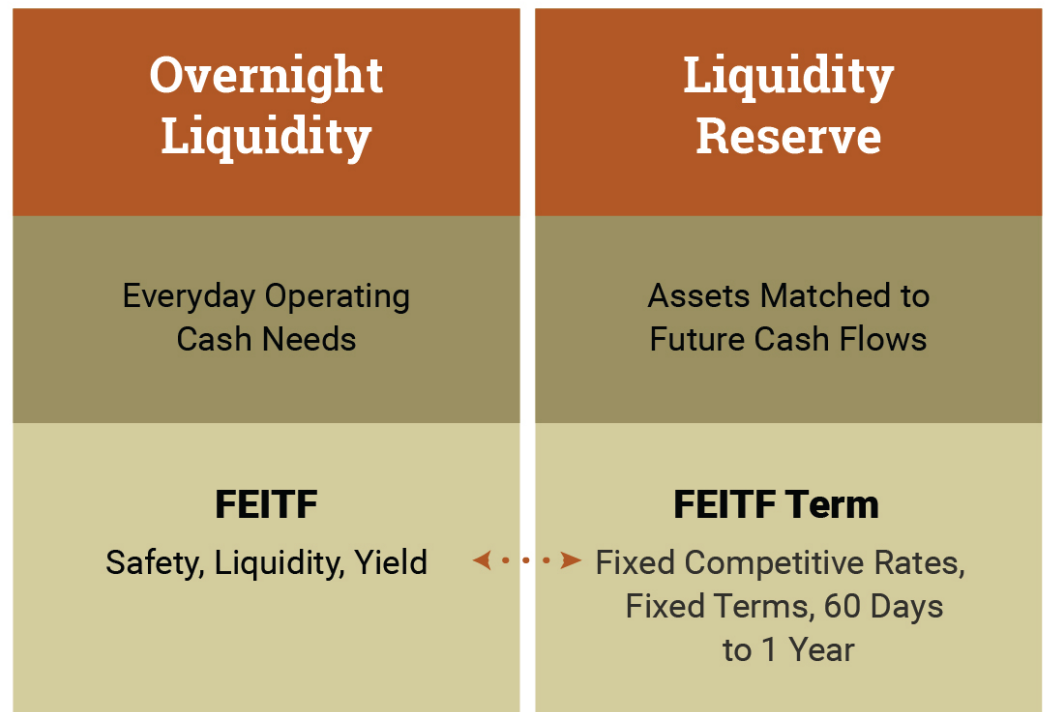 Overnight
Liquidity
Everyday Operating
Cash Needs
FEITF
Safety, Liquidity, Yield
Liquidity
Reserve
Assets Matched to
Future Cash Flows
FEITF Term
Fixed Competitive Rates,
Fixed Terms, 60 Days
to 1 Year